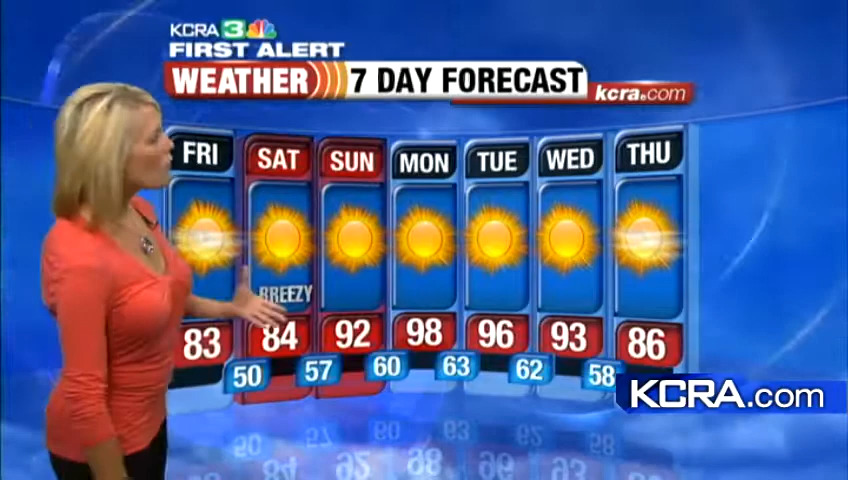 KCRA 3
FIRST ALERT
WEATHER 7 DAY FORECAST
kcra.com
FRI SAT SUN MON TUE WED THU
BREEZY
83 84 92 98 96 93 86
50 57 60 63 62 58
KCRA.com